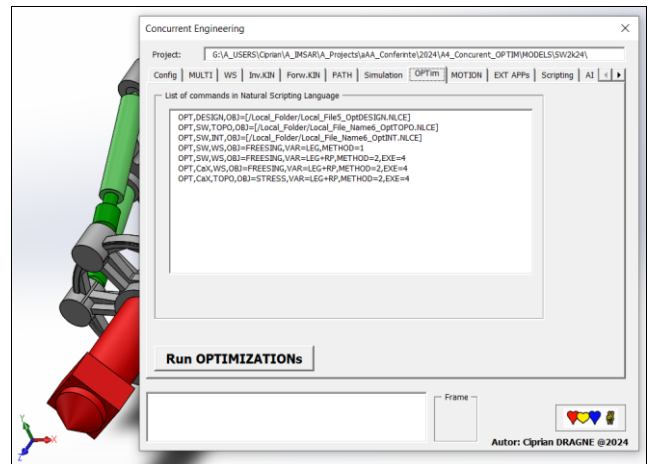 Concurrent Engineering
Project: G:\A_USERS\Ciprian\A_IMSAR\A_Projects\aAA_Confernite\2024\A4_Concurent_OPTIM\MODELS\SW2k24\
Config MULTI WS Inv.KIN Forw.KIN PATH Simulation OPTim MOTION EXT APPs Scripting AI
List of commands in Natural Scripting Language
OPT,DESIGN,OBJ=[/Local_Folder/Local_File5_OptDESIGN.NLCE]
OPT,SW,TOPO,OBJ=[/Local_Folder/Local_File_Name6_OptTOPO.NLCE]
OPT,SW,INT,OBJ=[/Local_Folder/Local_File_Name6_OptINT.NLCE]
OPT,SW,WS,OBJ=FREESING,VAR=LEG,METHOD=1
OPT,SW,WS,OBJ=FREESING,VAR=LEG+RP,METHOD=2,EXE=4
OPT,CaX,WS,OBJ=FREESING,VAR=LEG+RP,METHOD=2,EXE=4
OPT,CaX,TOPO,OBJ=STRESS,VAR=LEG+RP,METHOD=2,EXE=4
Run OPTIMIZATIONs
Frame
Autor: Ciprian DRAGNE @2024
Y
X
Z